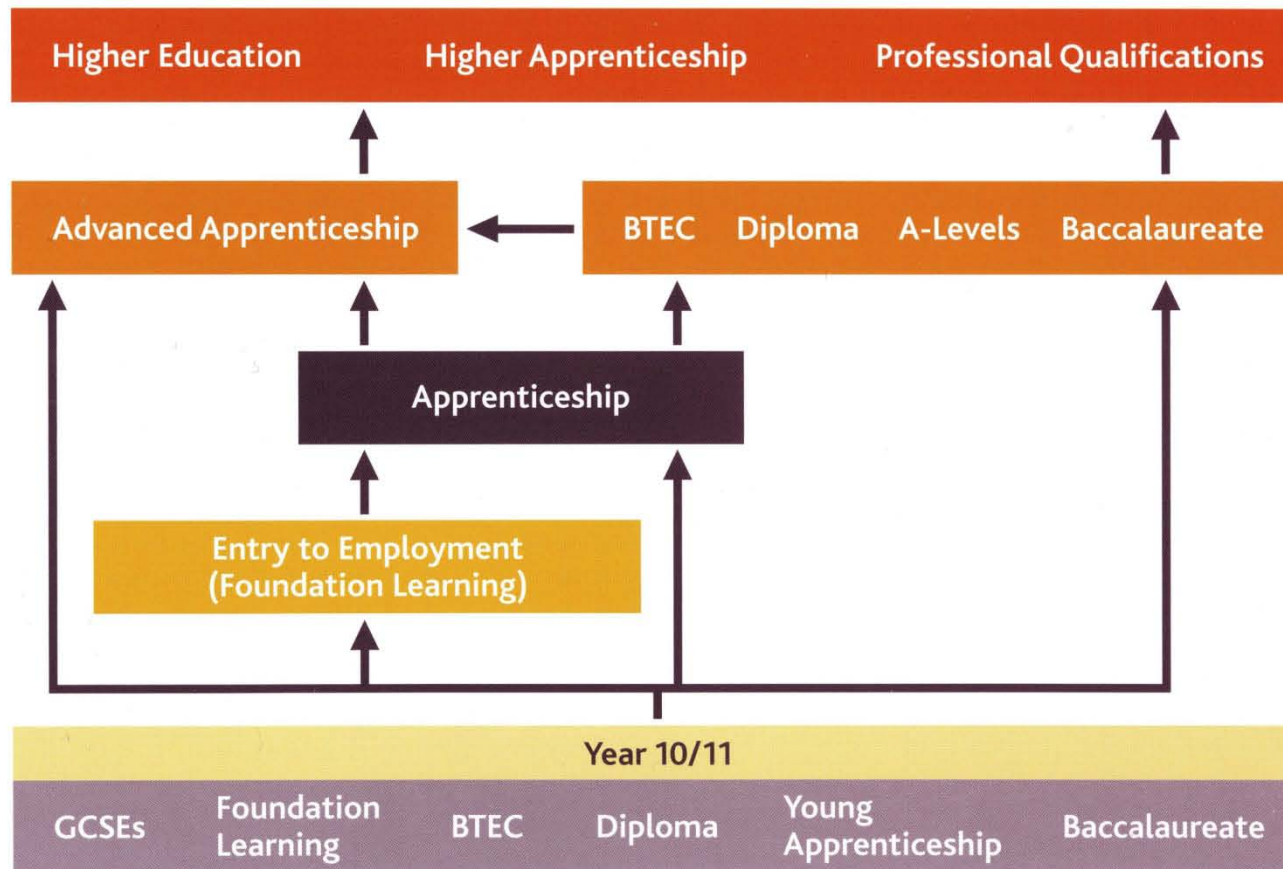 Higher Education Higher Apprenticeship Professional Qualifications
Advanced Apprenticeship BTEC Diploma A-Levels Baccalaureate
Apprenticeship
Entry to Employment
(Foundation Learning)
Year 10/11
GCSEs Foundation Learning BTEC Diploma Young Apprenticeship Baccalaureate